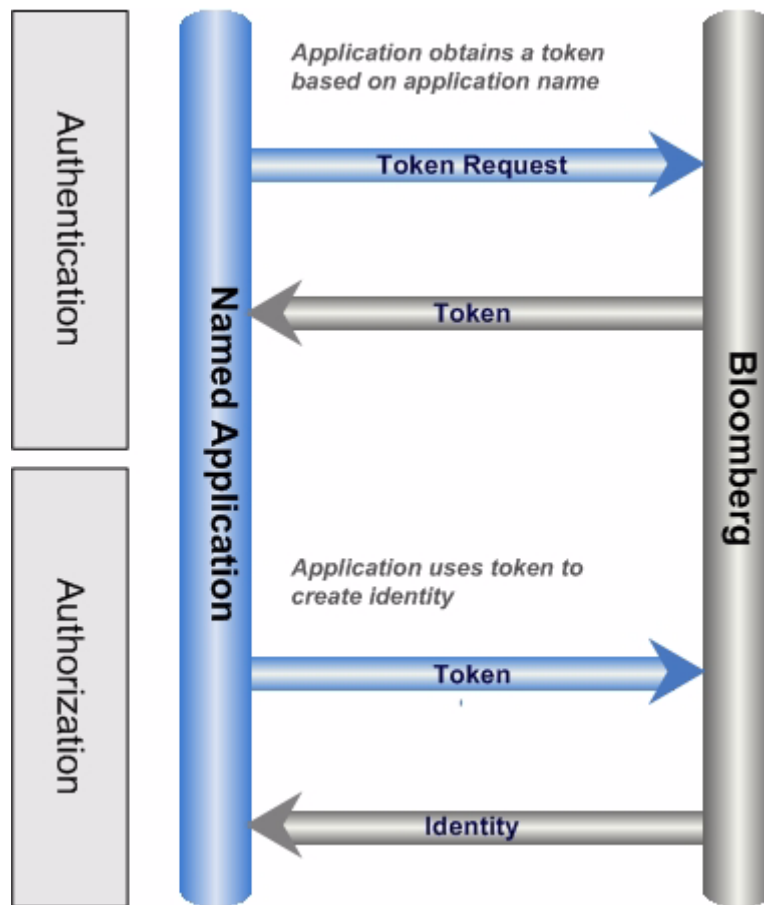 Authentication
Application obtains a token
based on application name
Token Request
Token
Named Application
Bloomberg
Authorization
Application uses token to
create identity
Token
Identity